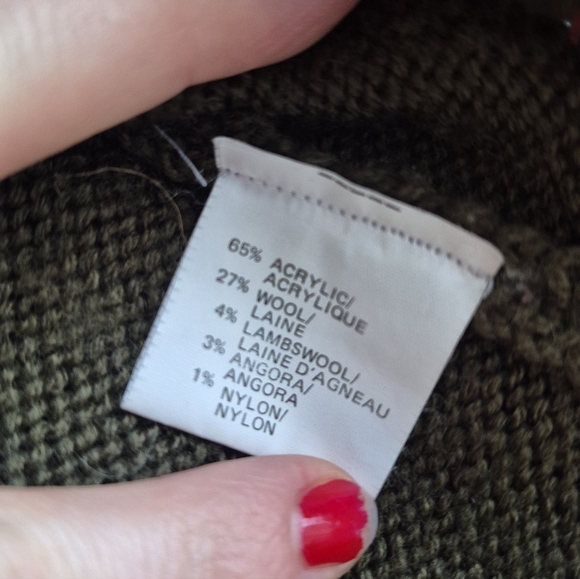 65% ACRYLIC/
ACRYLIQUE
27% WOOL/
LAINE
4% LAMBSWOOL/
LAINE D'AGNEAU
3% ANGORA/
ANGORA
1% NYLON/
NYLON